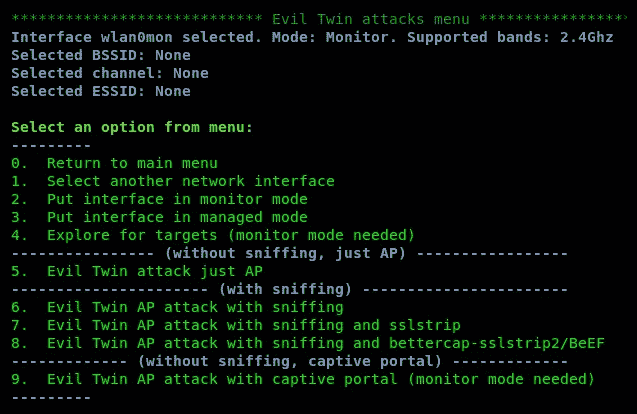 **************************** Evil Twin attacks menu *****************
Interface wlan0mon selected. Mode: Monitor. Supported bands: 2.4Ghz
Selected BSSID: None
Selected channel: None
Selected ESSID: None
Select an option from menu:
---------
0.  Return to main menu
1.  Select another network interface
2.  Put interface in monitor mode
3.  Put interface in managed mode
4.  Explore for targets (monitor mode needed)
---------------- (without sniffing, just AP) -----------------
5.  Evil Twin attack just AP
---------------------- (with sniffing) -----------------------
6.  Evil Twin AP attack with sniffing
7.  Evil Twin AP attack with sniffing and sslstrip
8.  Evil Twin AP attack with sniffing and bettercap-sslstrip2/BeEF
------------- (without sniffing, captive portal) -------------
9.  Evil Twin AP attack with captive portal (monitor mode needed)
---------